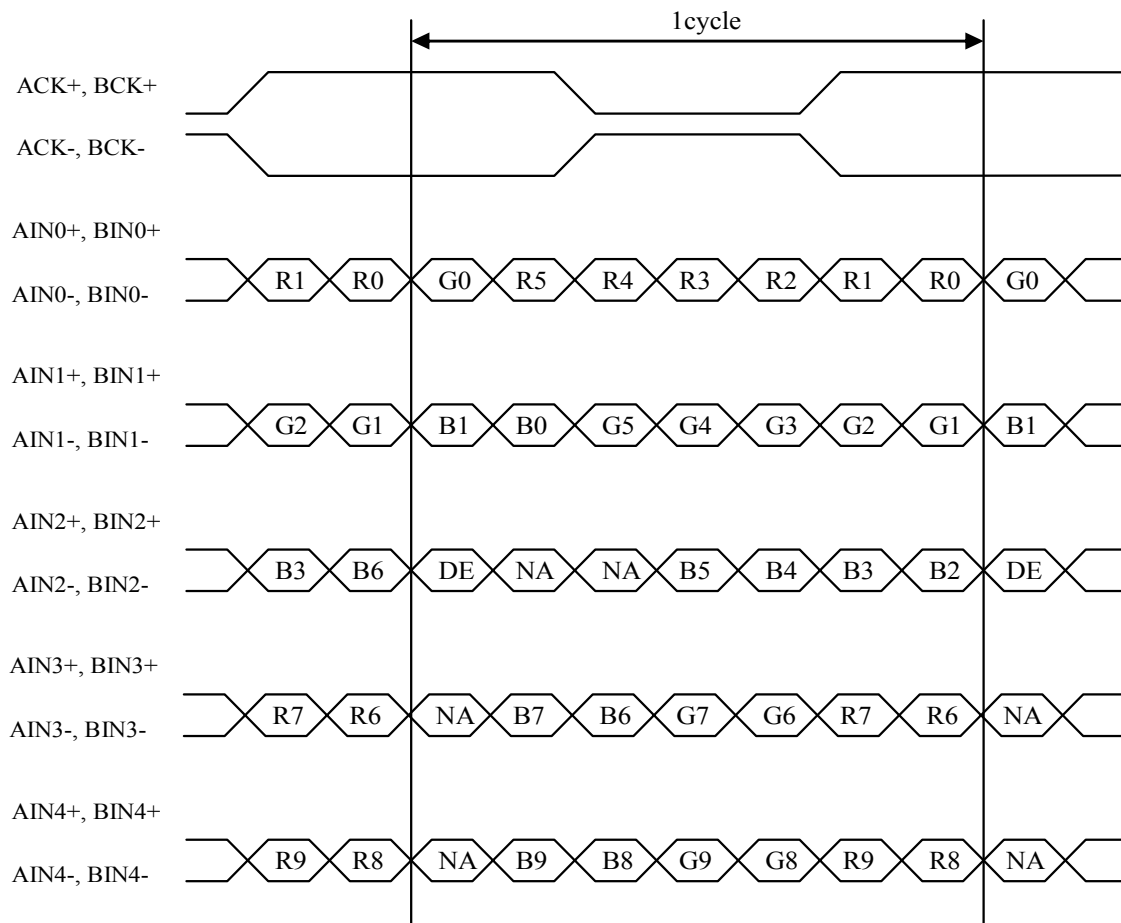 1cycle
ACK+, BCK+
ACK-, BCK-
AIN0+, BIN0+
R1 R0 G0 R5 R4 R3 R2 R1 R0 G0
AIN0-, BIN0-
AIN1+, BIN1+
G2 G1 B1 B0 G5 G4 G3 G2 G1 B1
AIN1-, BIN1-
AIN2+, BIN2+
B3 B6 DE NA NA B5 B4 B3 B2 DE
AIN2-, BIN2-
AIN3+, BIN3+
R7 R6 NA B7 B6 G7 G6 R7 R6 NA
AIN3-, BIN3-
AIN4+, BIN4+
R9 R8 NA B9 B8 G9 G8 R9 R8 NA
AIN4-, BIN4-